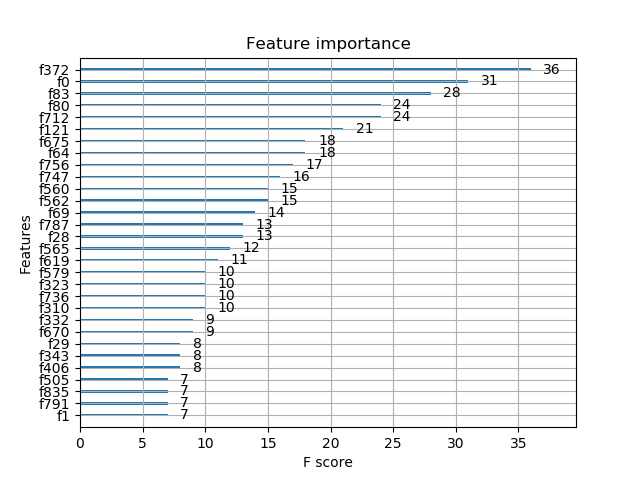 Feature importance
Features
f372 36
f0 31
f83 28
f80 24
f712 24
f121 21
f675 18
f64 18
f756 17
f747 16
f560 15
f562 15
f69 14
f787 13
f28 13
f565 12
f619 11
f579 10
f323 10
f736 10
f310 10
f332 9
f670 9
f29 8
f343 8
f406 8
f505 7
f835 7
f791 7
f1 7
0 5 10 15 20 25 30 35
F score